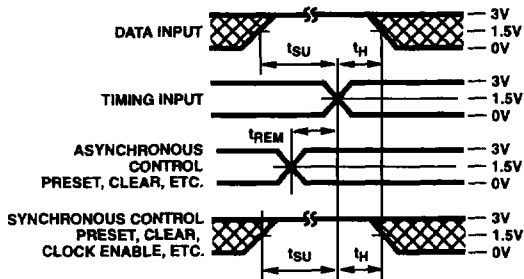 DATA INPUT
3V
1.5V
0V
tSU
tH
TIMING INPUT
3V
1.5V
0V
tREM
ASYNCHRONOUS
CONTROL
PRESET, CLEAR, ETC.
3V
1.5V
0V
SYNCHRONOUS CONTROL
PRESET, CLEAR,
CLOCK ENABLE, ETC.
3V
1.5V
0V
tSU
tH